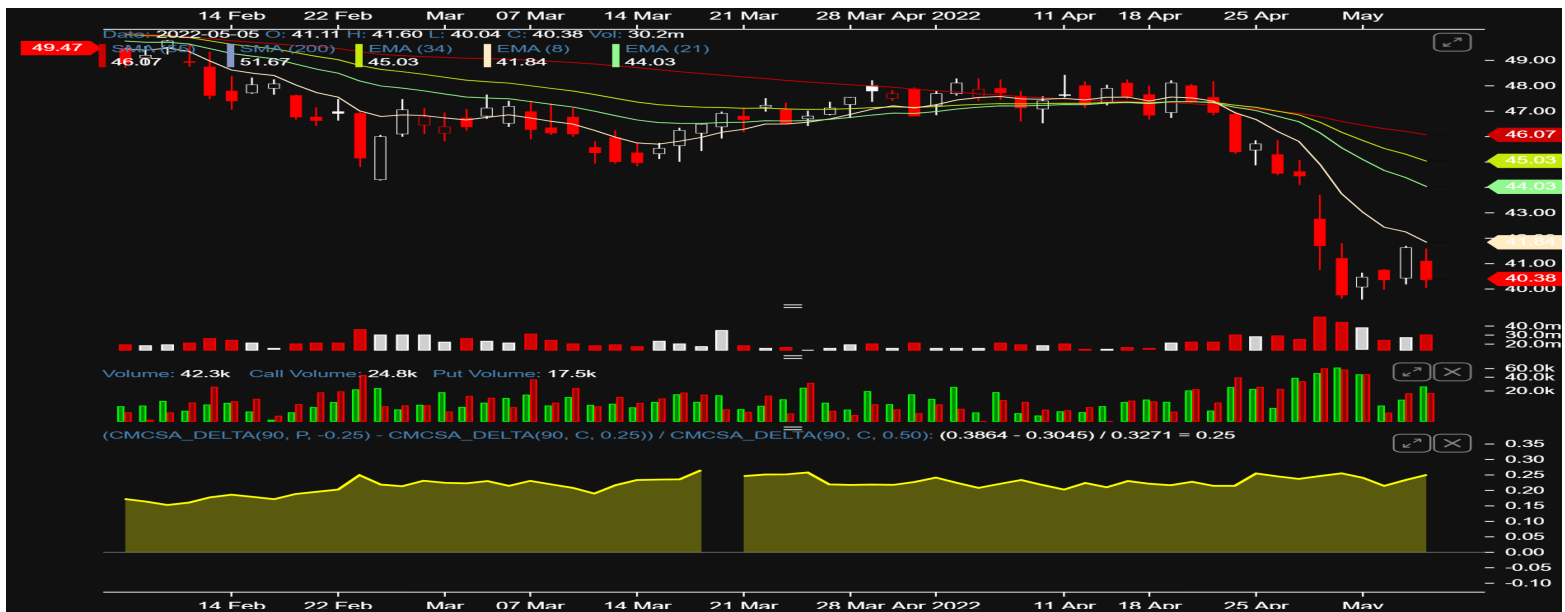 14 Feb 22 Feb Mar 07 Mar 14 Mar 21 Mar 28 Mar Apr 2022 11 Apr 18 Apr 25 Apr May
Date: 2022-05-05 O: 41.11 H: 41.60 L: 40.04 C: 40.38 Vol: 30.2m
49.47
SMA (200) EMA (34) EMA (8) EMA (21)
46.07 51.67 45.03 41.84 44.03
49.00
48.00
47.00
46.07
45.03
44.03
43.00
41.84
41.00
40.38
40.00
40.0m
30.0m
20.0m
Volume: 42.3k Call Volume: 24.8k Put Volume: 17.5k
60.0k
40.0k
20.0k
(CMCSA_DELTA(90, P, -0.25) - CMCSA_DELTA(90, C, 0.25)) / CMCSA_DELTA(90, C, 0.50): (0.3864 - 0.3045) / 0.3271 = 0.25
0.35
0.30
0.25
0.20
0.15
0.10
0.05
0.00
-0.05
-0.10
14 Feb 22 Feb Mar 07 Mar 14 Mar 21 Mar 28 Mar Apr 2022 11 Apr 18 Apr 25 Apr May